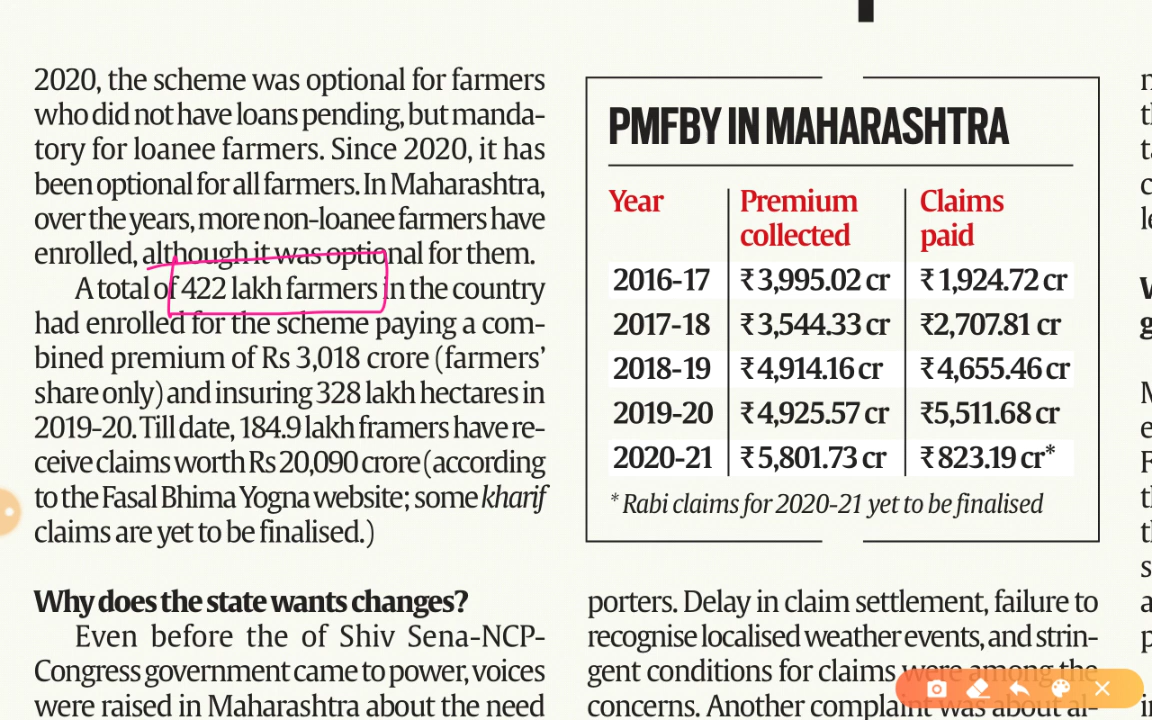 2020, the scheme was optional for farmers
who did not have loans pending, but manda-
tory for loanee farmers. Since 2020, it has
been optional for all farmers. In Maharashtra,
over the years, more non-loanee farmers have
enrolled, although it was optional for them.
A total of 422 lakh farmers in the country
had enrolled for the scheme paying a com-
bined premium of Rs 3,018 crore (farmers'
share only) and insuring 328 lakh hectares in
2019-20. Till date, 184.9 lakh framers have re-
ceive claims worth Rs 20,090 crore (according
to the Fasal Bhima Yogna website; some kharif
claims are yet to be finalised.)
Why does the state wants changes?
Even before the of Shiv Sena-NCP-
Congress government came to power, voices
were raised in Maharashtra about the need
PMFBY IN MAHARASHTRA
Year Premium collected Claims paid
2016-17 ₹3,995.02 cr ₹1,924.72 cr
2017-18 ₹3,544.33 cr ₹2,707.81 cr
2018-19 ₹4,914.16 cr ₹4,655.46 cr
2019-20 ₹4,925.57 cr ₹5,511.68 cr
2020-21 ₹5,801.73 cr ₹823.19 cr*
* Rabi claims for 2020-21 yet to be finalised
porters. Delay in claim settlement, failure to
recognise localised weather events, and strin-
gent conditions for claims were among the
concerns. Another complaint was about al-